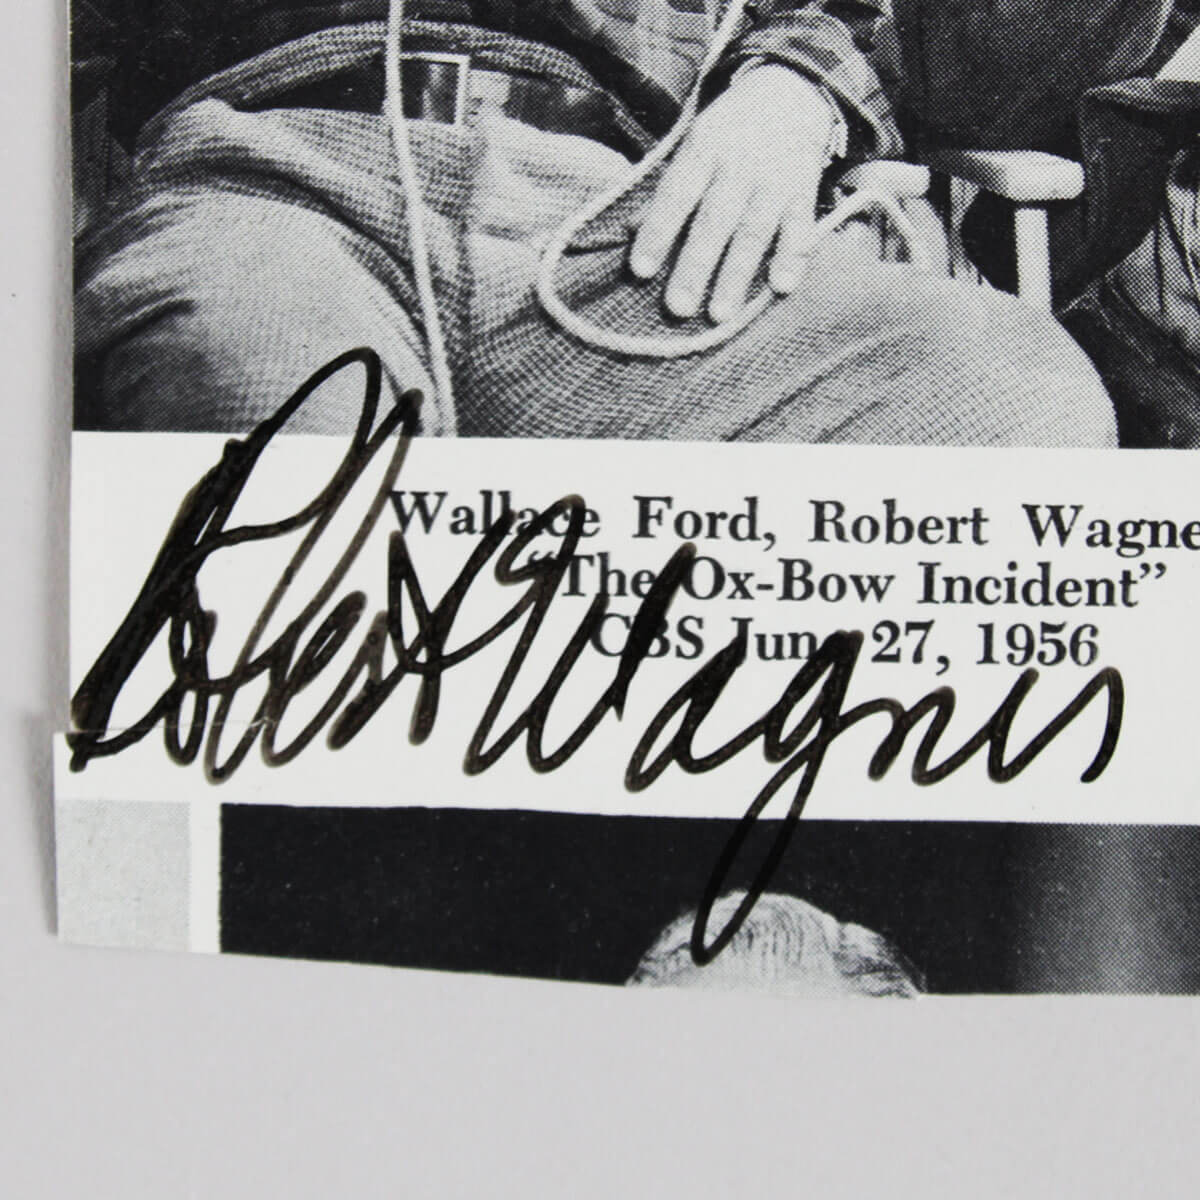 Wallace Ford, Robert Wagne
“The Ox-Bow Incident”
CBS June 27, 1956
Robert Wagner